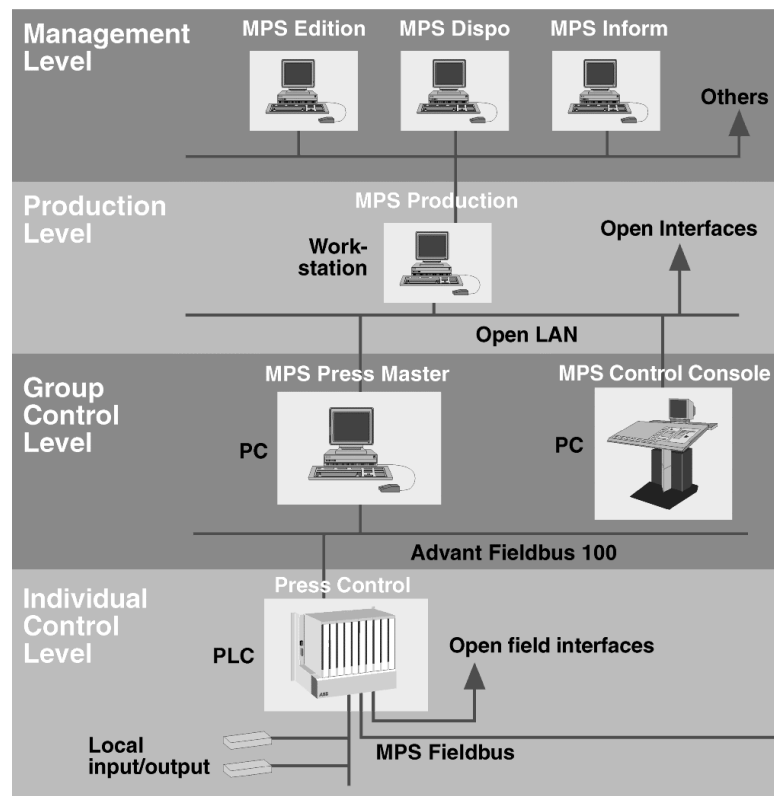 Management
Level
MPS Edition
MPS Dispo
MPS Inform
Others
Production
Level
MPS Production
Work-
station
Open Interfaces
Open LAN
Group
Control
Level
MPS Press Master
MPS Control Console
PC
PC
Advant Fieldbus 100
Individual
Control
Level
Press Control
PLC
ABB
Open field interfaces
MPS Fieldbus
Local
input/output